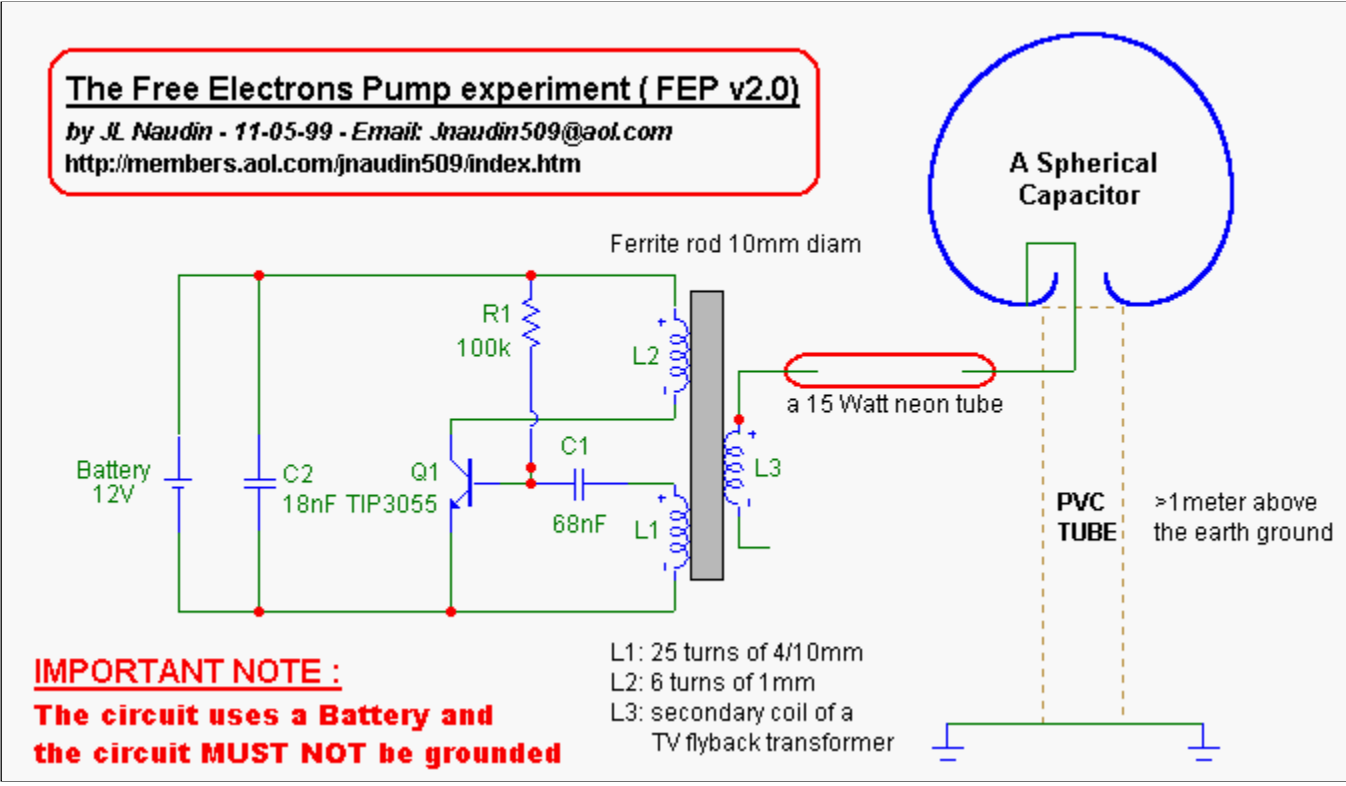 The Free Electrons Pump experiment ( FEP v2.0)
by JL Naudin - 11-05-99 - Email: Jnaudin509@aol.com
http://members.aol.com/jnaudin509/index.htm
A Spherical
Capacitor
Ferrite rod 10mm diam
R1
100k
L2
+
-
a 15 Watt neon tube
Battery
12V
C2
18nF
Q1
TIP3055
C1
68nF
+
L1
-
+
L3
-
PVC
TUBE
>1meter above
the earth ground
IMPORTANT NOTE :
The circuit uses a Battery and
the circuit MUST NOT be grounded
L1: 25 turns of 4/10mm
L2: 6 turns of 1mm
L3: secondary coil of a
TV flyback transformer